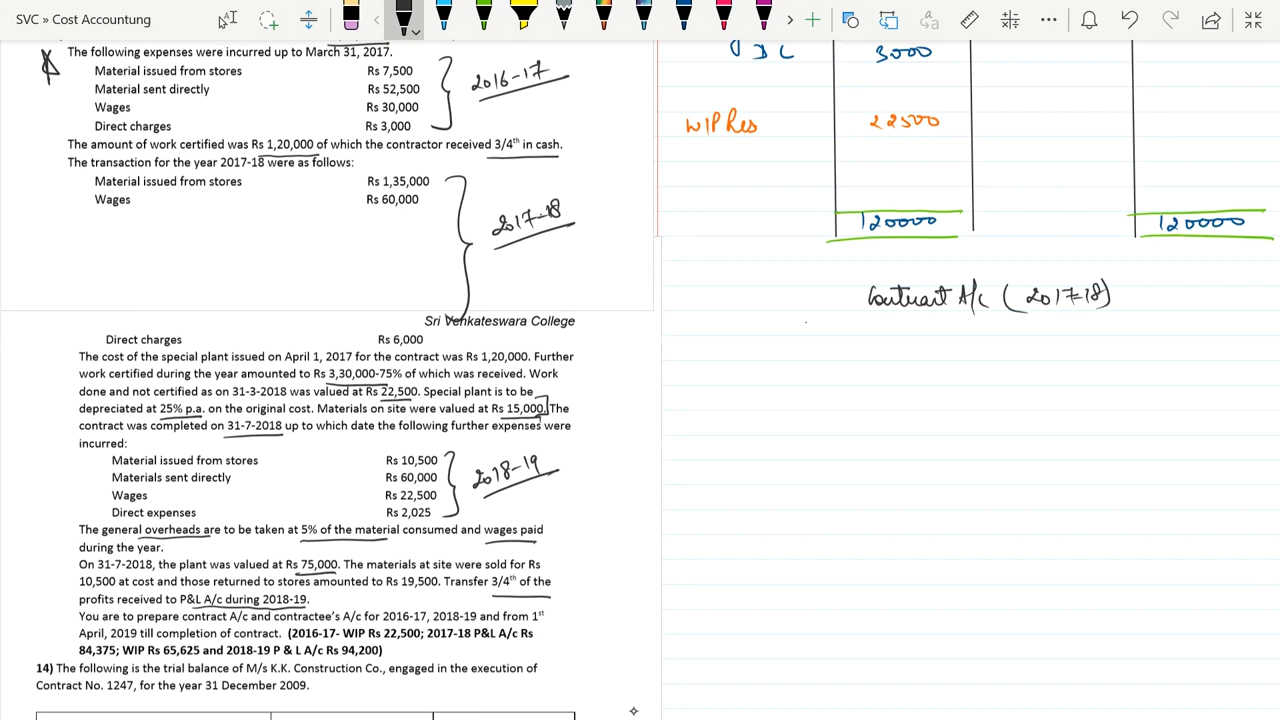 SVC > Cost Accountung
The following expenses were incurred up to March 31, 2017.
Material issued from stores Rs 7,500
Material sent directly Rs 52,500
Wages Rs 30,000
Direct charges Rs 3,000
2016-17
The amount of work certified was Rs 1,20,000 of which the contractor received 3/4th in cash.
The transaction for the year 2017-18 were as follows:
Material issued from stores Rs 1,35,000
Wages Rs 60,000
2017-18
Sri Venkateswara College
Direct charges Rs 6,000
The cost of the special plant issued on April 1, 2017 for the contract was Rs 1,20,000. Further
work certified during the year amounted to Rs 3,30,000-75% of which was received. Work
done and not certified as on 31-3-2018 was valued at Rs 22,500. Special plant is to be
depreciated at 25% p.a. on the original cost. Materials on site were valued at Rs 15,000. The
contract was completed on 31-7-2018 up to which date the following further expenses were
incurred:
Material issued from stores Rs 10,500
Materials sent directly Rs 60,000
Wages Rs 22,500
Direct expenses Rs 2,025
2018-19
The general overheads are to be taken at 5% of the material consumed and wages paid
during the year.
On 31-7-2018, the plant was valued at Rs 75,000. The materials at site were sold for Rs
10,500 at cost and those returned to stores amounted to Rs 19,500. Transfer 3/4th of the
profits received to P&L A/c during 2018-19.
You are to prepare contract A/c and contractee's A/c for 2016-17, 2018-19 and from 1st
April, 2019 till completion of contract. (2016-17- WIP Rs 22,500; 2017-18 P&L A/c Rs
84,375; WIP Rs 65,625 and 2018-19 P & L A/c Rs 94,200)
14) The following is the trial balance of M/s K.K. Construction Co., engaged in the execution of
Contract No. 1247, for the year 31 December 2009.
3000
WIP Res 22500
120000 120000
Contract A/c (2017-18)